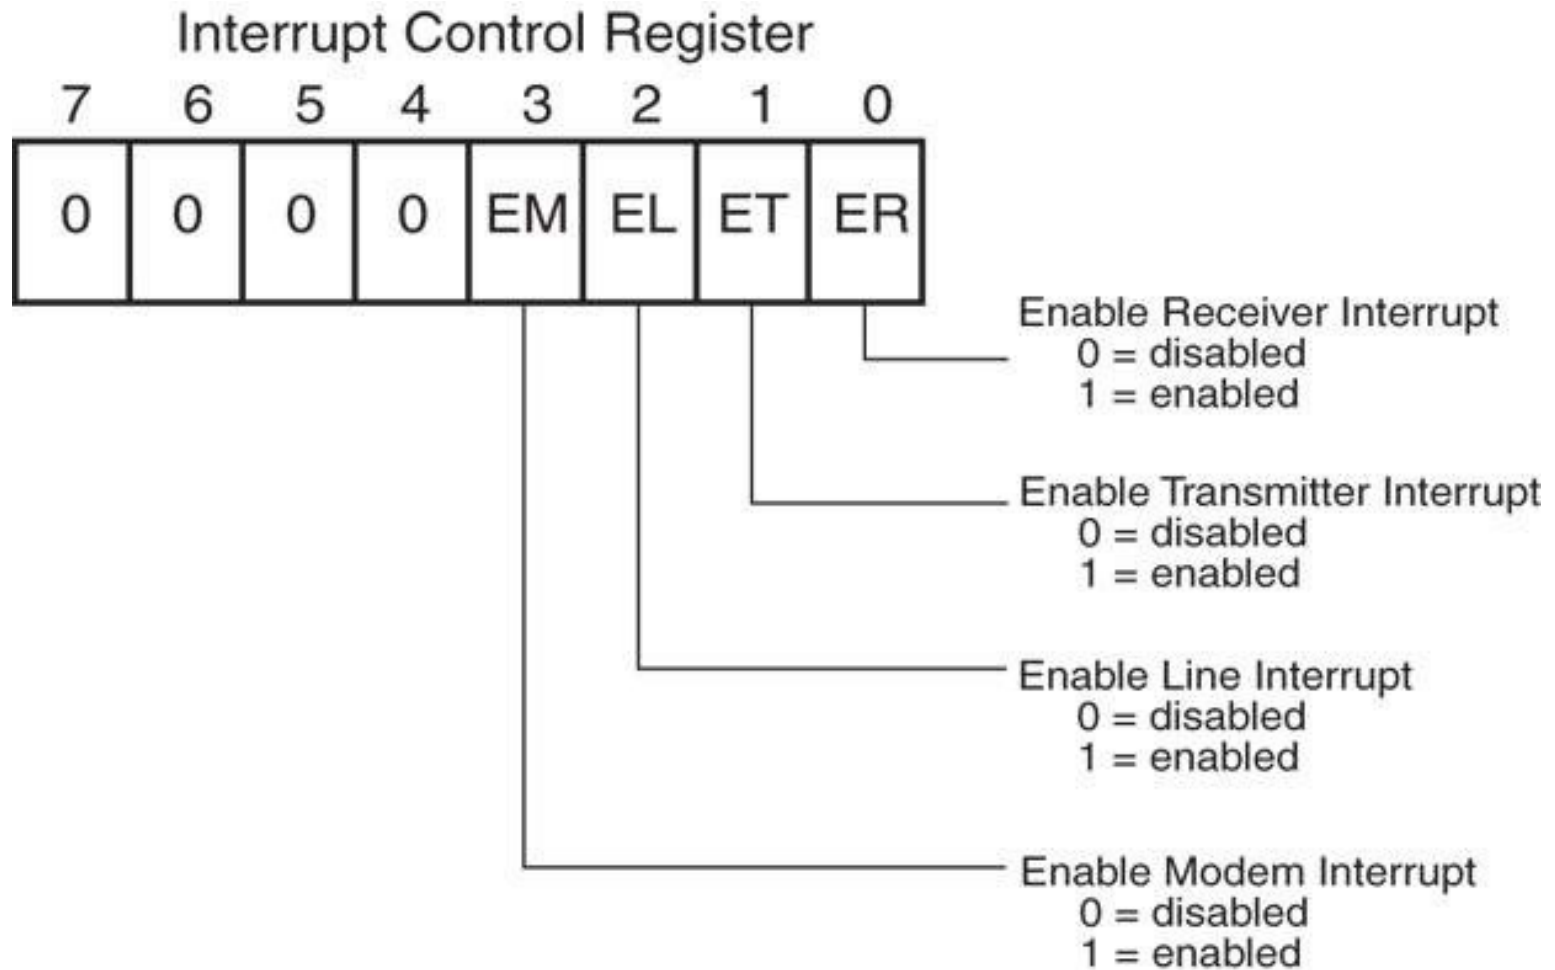 Interrupt Control Register
7 6 5 4 3 2 1 0
0 0 0 0 EM EL ET ER
Enable Receiver Interrupt
0 = disabled
1 = enabled
Enable Transmitter Interrupt
0 = disabled
1 = enabled
Enable Line Interrupt
0 = disabled
1 = enabled
Enable Modem Interrupt
0 = disabled
1 = enabled